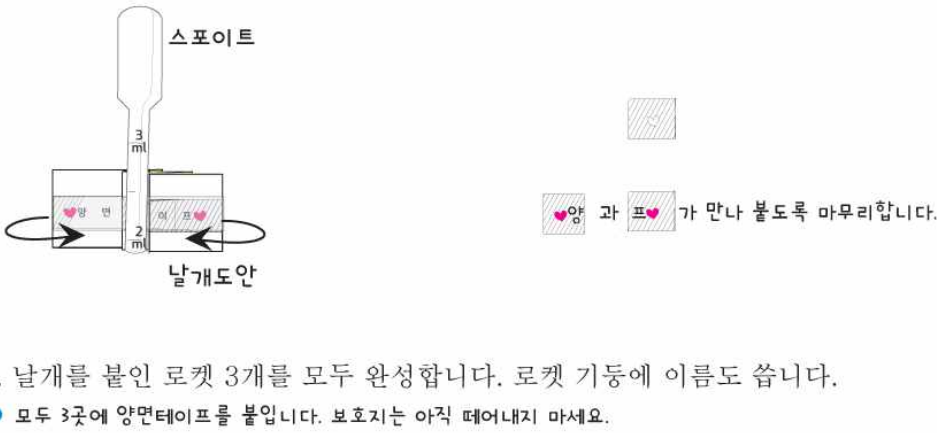 스포이트
3
ml
♥양 면 이 프♥
2
ml
날개도안
♥양 과 프♥ 가 만나 붙도록 마무리합니다.
. 날개를 붙인 로켓 3개를 모두 완성합니다. 로켓 기둥에 이름도 씁니다.
모두 3곳에 양면테이프를 붙입니다. 보호지는 아직 떼어내지 마세요.